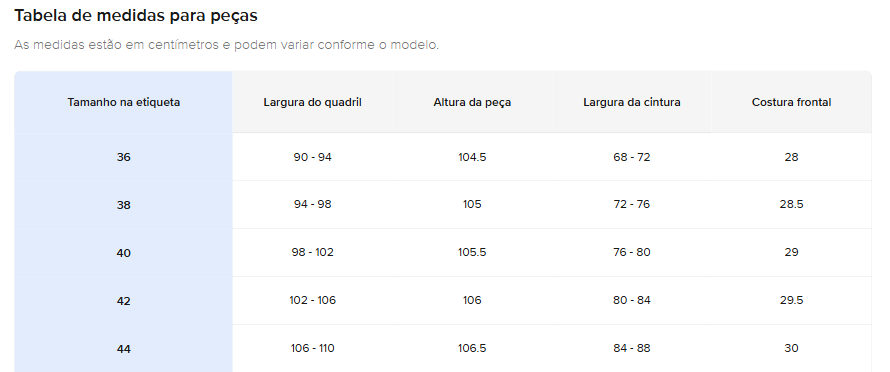 Tabela de medidas para peças
As medidas estão em centímetros e podem variar conforme o modelo.
Tamanho na etiqueta Largura do quadril Altura da peça Largura da cintura Costura frontal
36 90 - 94 104.5 68 - 72 28
38 94 - 98 105 72 - 76 28.5
40 98 - 102 105.5 76 - 80 29
42 102 - 106 106 80 - 84 29.5
44 106 - 110 106.5 84 - 88 30